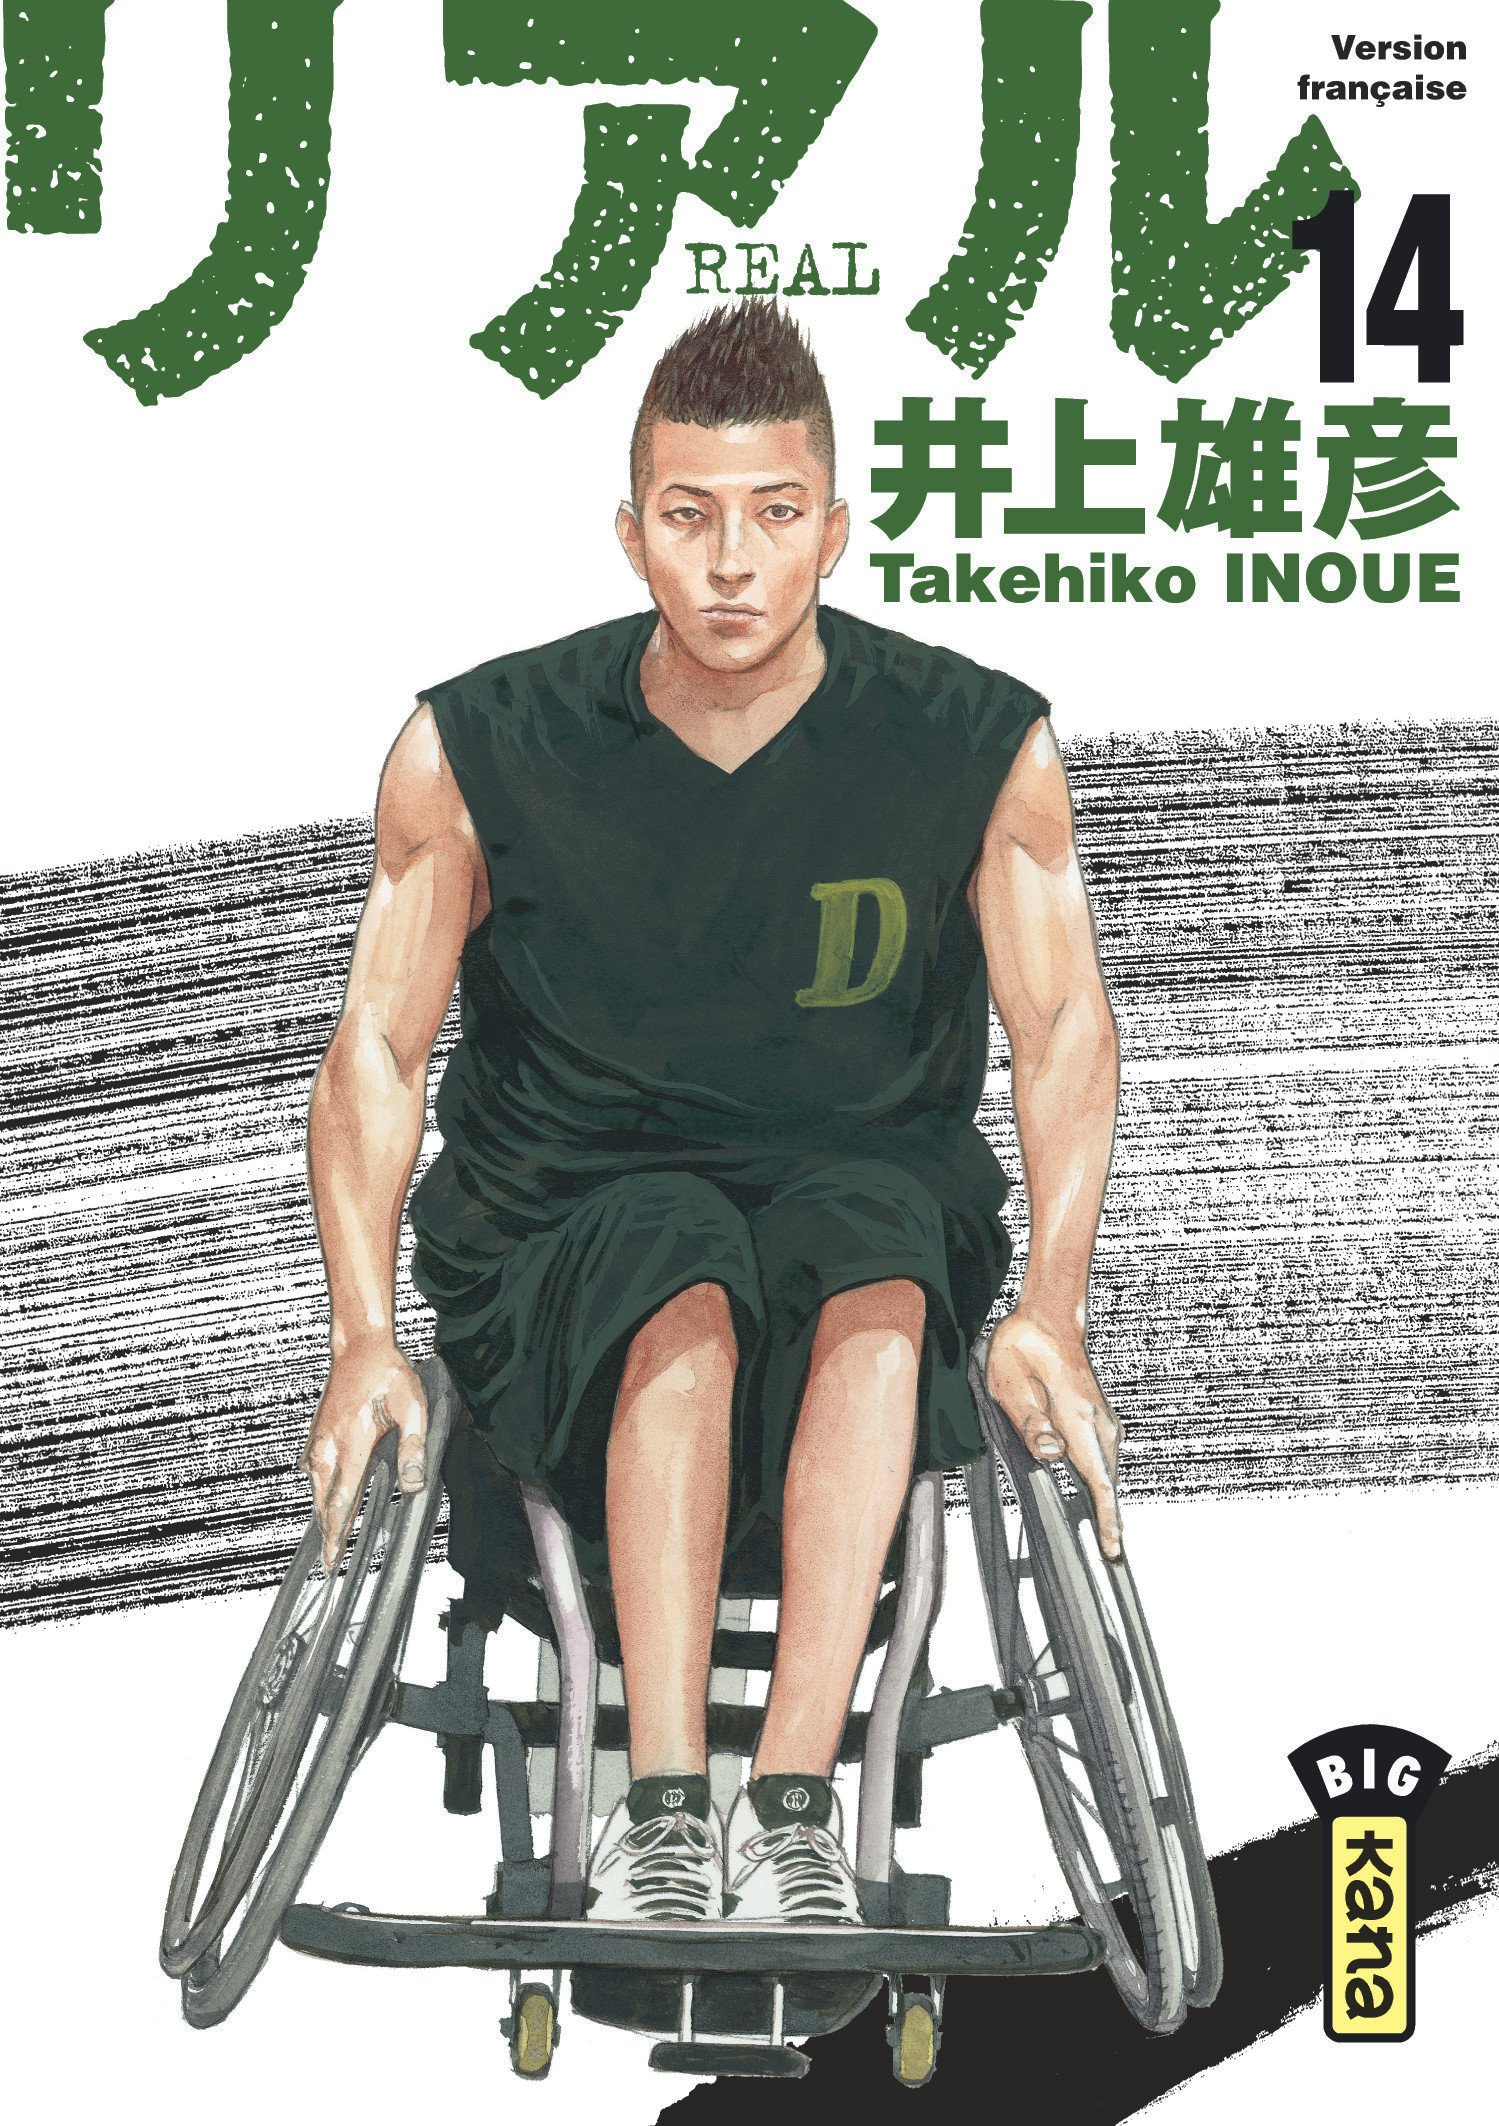 リアル
REAL
Version
française
14
井上雄彦
Takehiko INOUE
D
BIG
kana